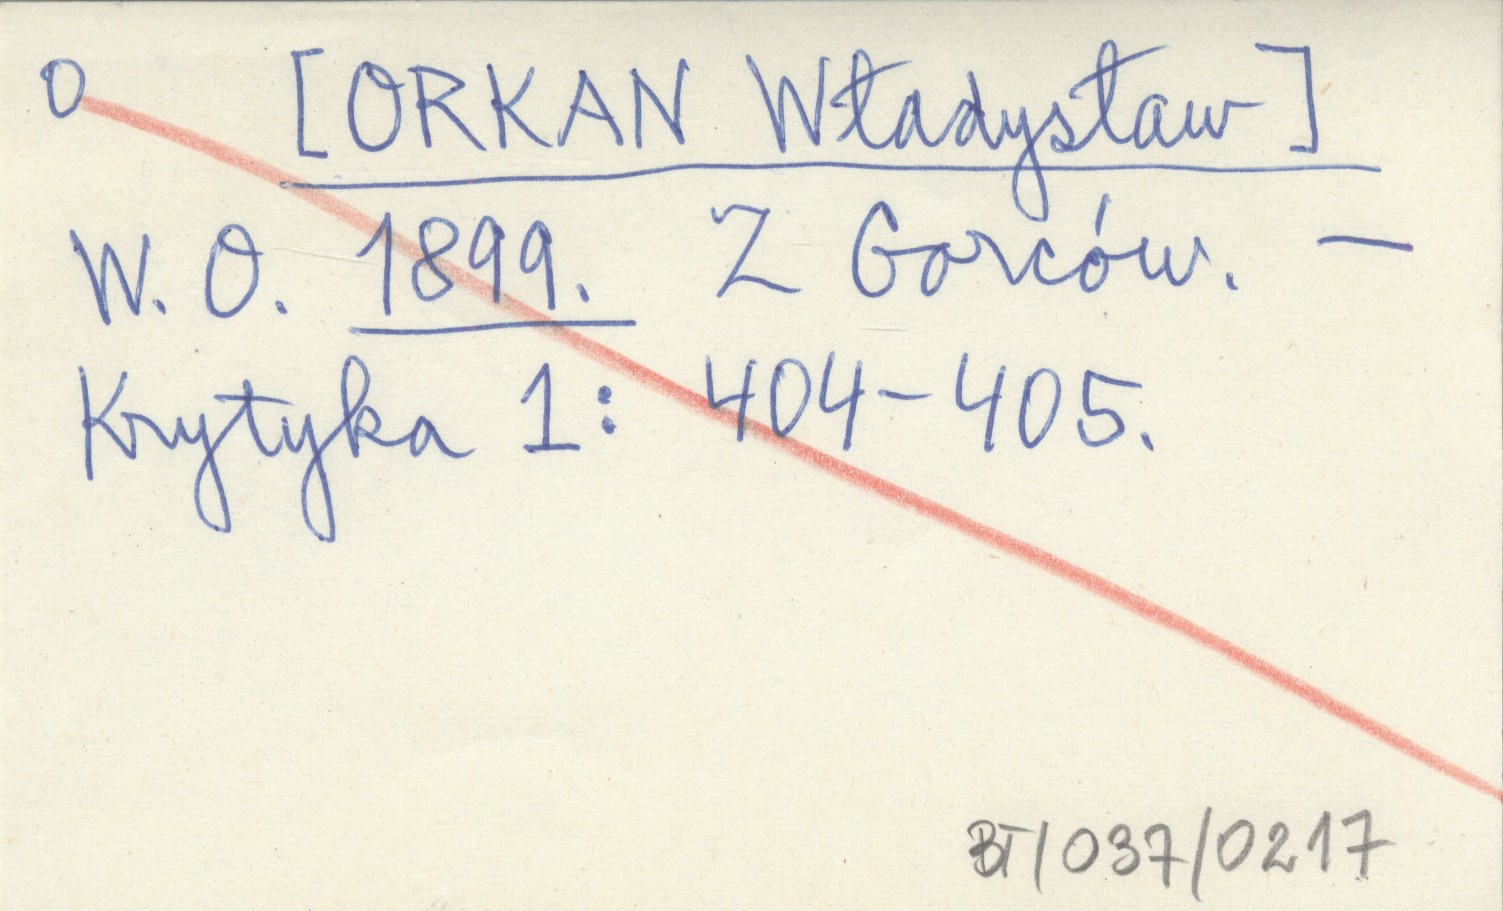 O [ORKAN Władysław]
W. O. 1899. Z Gorców. —
Krytyka 1: 404-405.
BT/037/0217